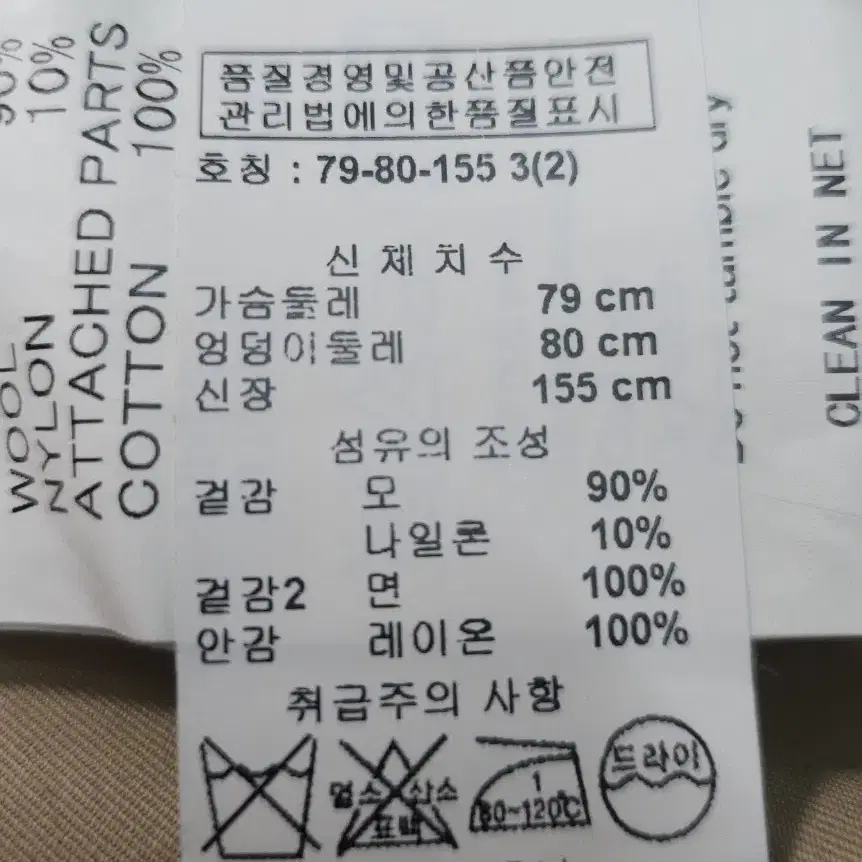 품질경영및공산품안전
관리법에의한품질표시
호칭 : 79-80-155 3(2)
신체치수
가슴둘레 79 cm
엉덩이둘레 80 cm
신장 155 cm
섬유의 조성
겉감 모 90%
나일론 10%
겉감2 면 100%
안감 레이온 100%
취급주의 사항
염소 산소
표백
1
80~120℃
드라이
WOOL 90%
NYLON 10%
ATTACHED PARTS
COTTON 100%
CLEAN IN NET